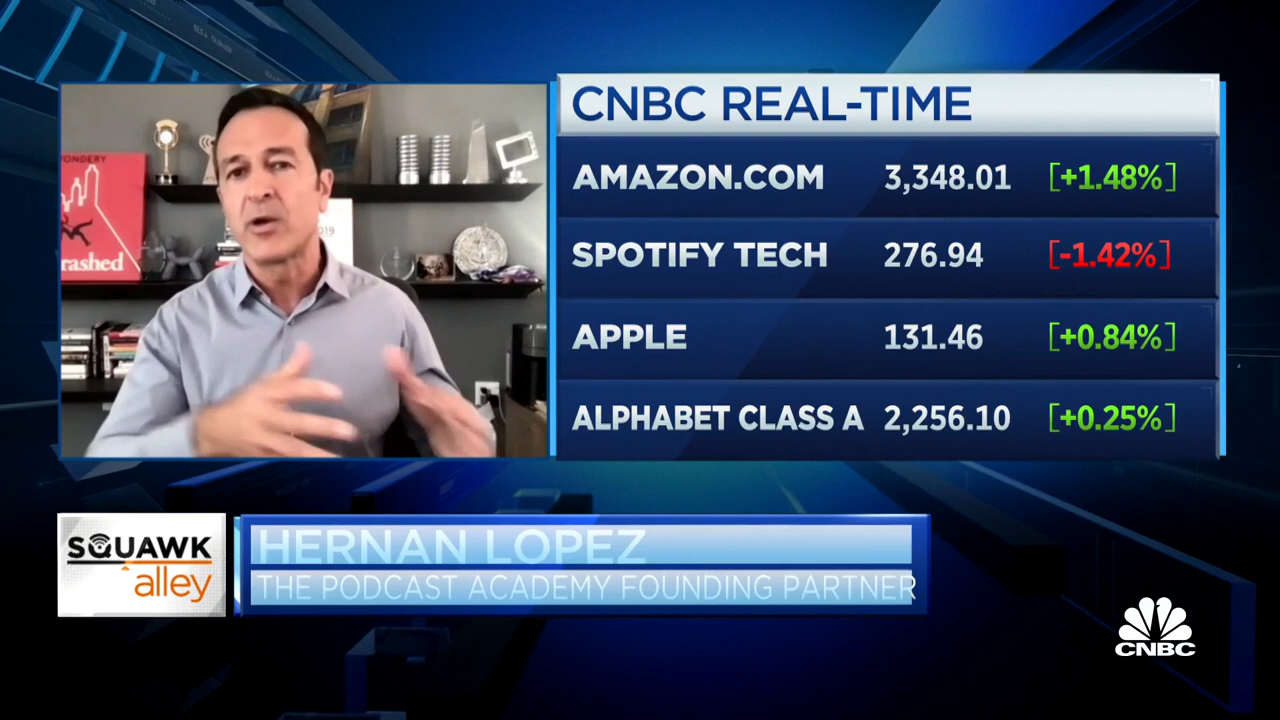 WONDERY
rashed
2019
CNBC REAL-TIME
AMAZON.COM 3,348.01 [+1.48%]
SPOTIFY TECH 276.94 [-1.42%]
APPLE 131.46 [+0.84%]
ALPHABET CLASS A 2,256.10 [+0.25%]
SQUAWK
alley
HERNAN LOPEZ
THE PODCAST ACADEMY FOUNDING PARTNER
CNBC